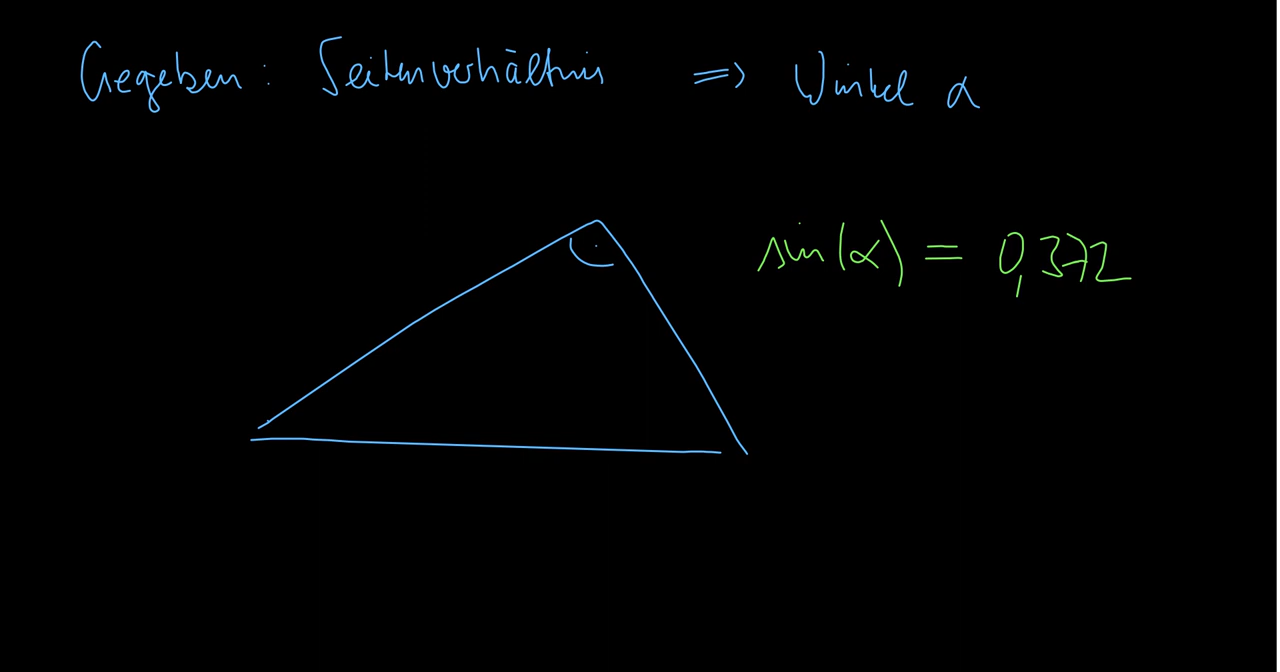 Gegeben: Seitenverhältnis => Winkel α
sin(α) = 0,372